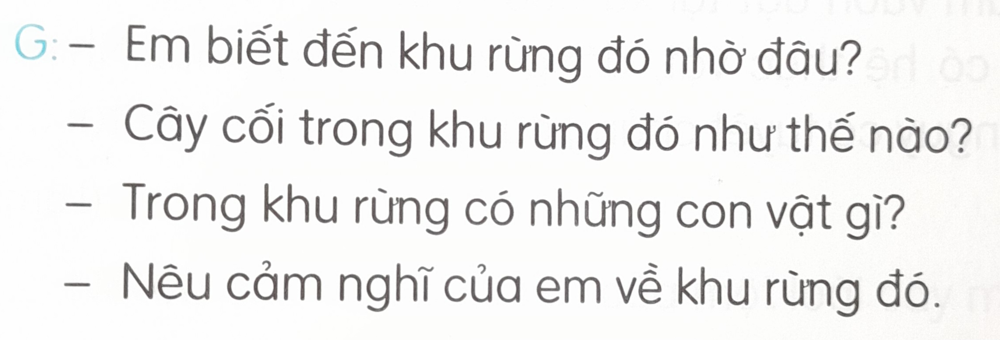 G: – Em biết đến khu rừng đó nhờ đâu?
– Cây cối trong khu rừng đó như thế nào?
– Trong khu rừng có những con vật gì?
– Nêu cảm nghĩ của em về khu rừng đó.